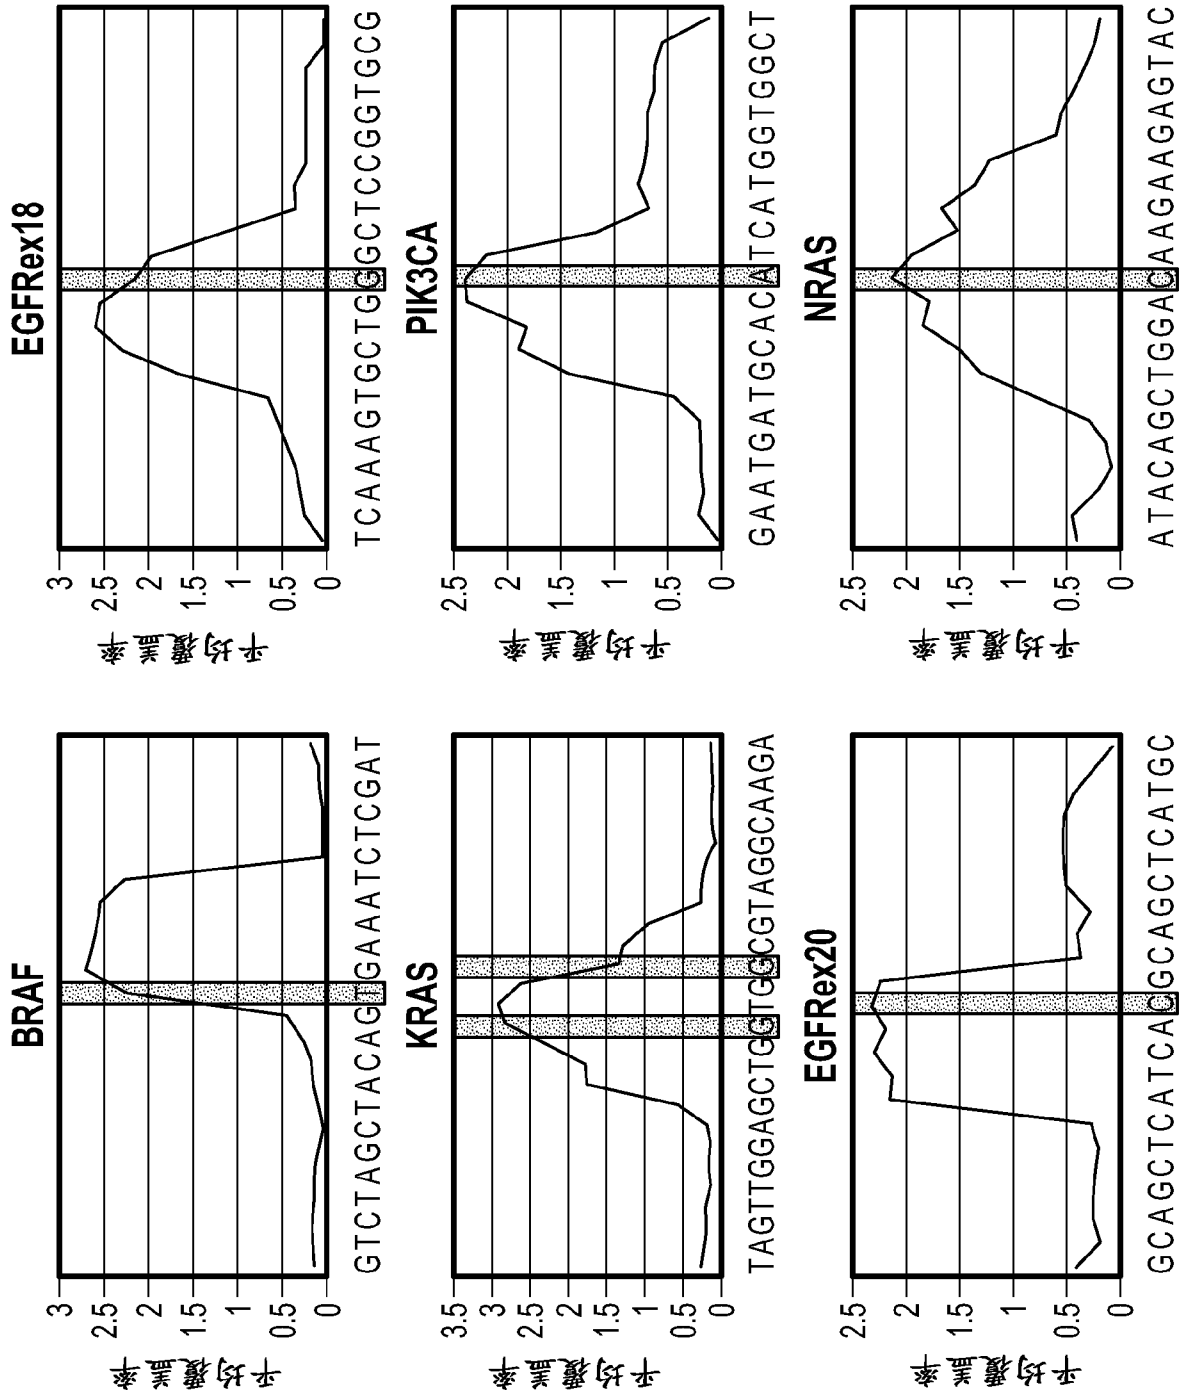 BRAF
平均覆盖率
3
2.5
2
1.5
1
0.5
0
GTCTAGCTACAGTGAAATCTCGAT
EGFRex18
平均覆盖率
3
2.5
2
1.5
1
0.5
0
TCAAAGTGCTGGGCTCCGGTGCG
KRAS
平均覆盖率
3.5
3
2.5
2
1.5
1
0.5
0
TAGTTGGAGCTGGTGGCGTAGGCAAGA
PIK3CA
平均覆盖率
2.5
2
1.5
1
0.5
0
GAATGATGCACATCATGGTGGCT
EGFRex20
平均覆盖率
2.5
2
1.5
1
0.5
0
GCAGCTCATCACGCAGCTCATGC
NRAS
平均覆盖率
2.5
2
1.5
1
0.5
0
ATACAGCTGGACAAGAAGAGTAC